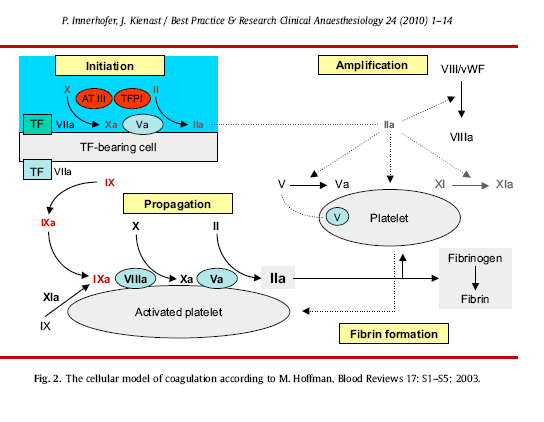 P. Innerhofer, J. Kienast / Best Practice & Research Clinical Anaesthesiology 24 (2010) 1–14
Initiation
Amplification
VIII/vWF
X
AT III
TFPI
II
TF
VIIa
Xa
Va
IIa
IIa
VIIIa
TF-bearing cell
TF
VIIa
IX
V
Va
XI
XIa
Propagation
V
Platelet
IXa
X
II
Fibrinogen
IXa
VIIIa
Xa
Va
IIa
XIa
Fibrin
IX
Activated platelet
Fibrin formation
Fig. 2. The cellular model of coagulation according to M. Hoffman, Blood Reviews 17: S1–S5; 2003.